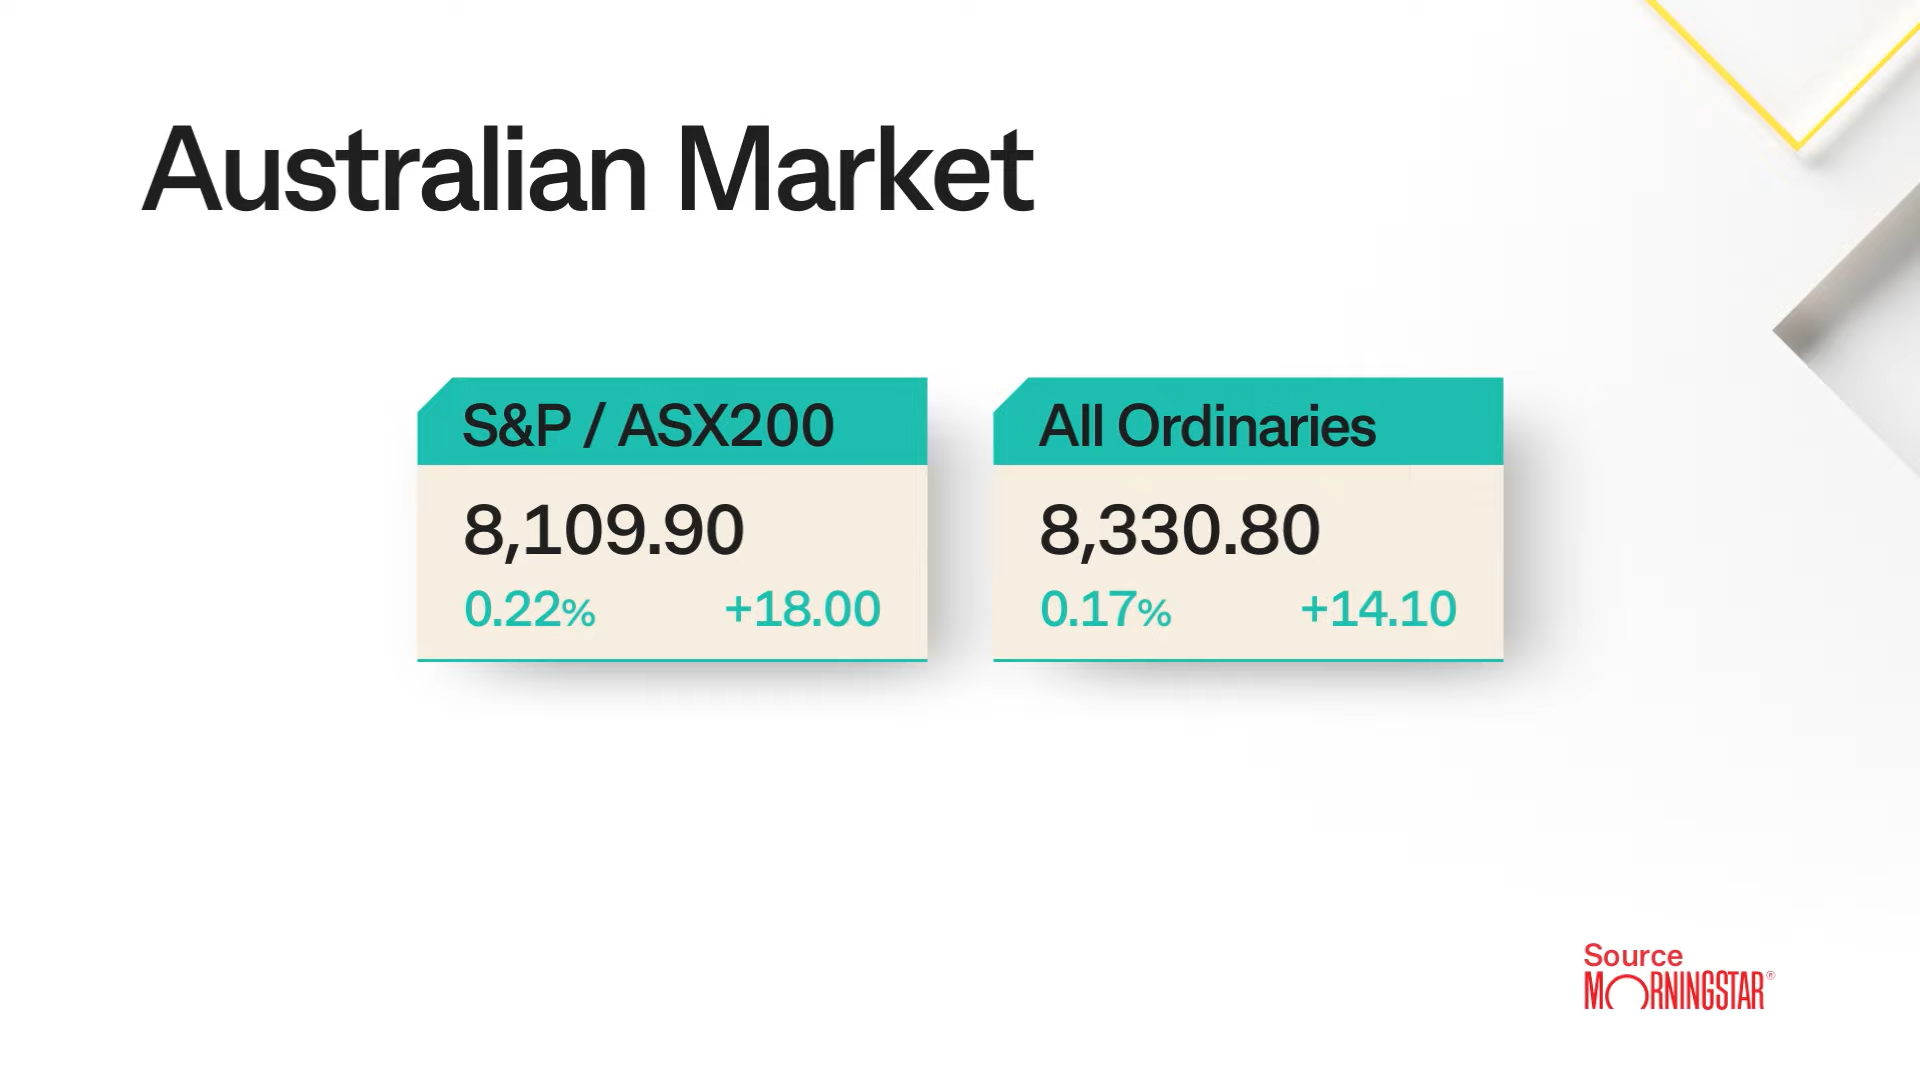 Australian Market
S&P / ASX200
8,109.90
0.22% +18.00
All Ordinaries
8,330.80
0.17% +14.10
Source
MORNINGSTAR®